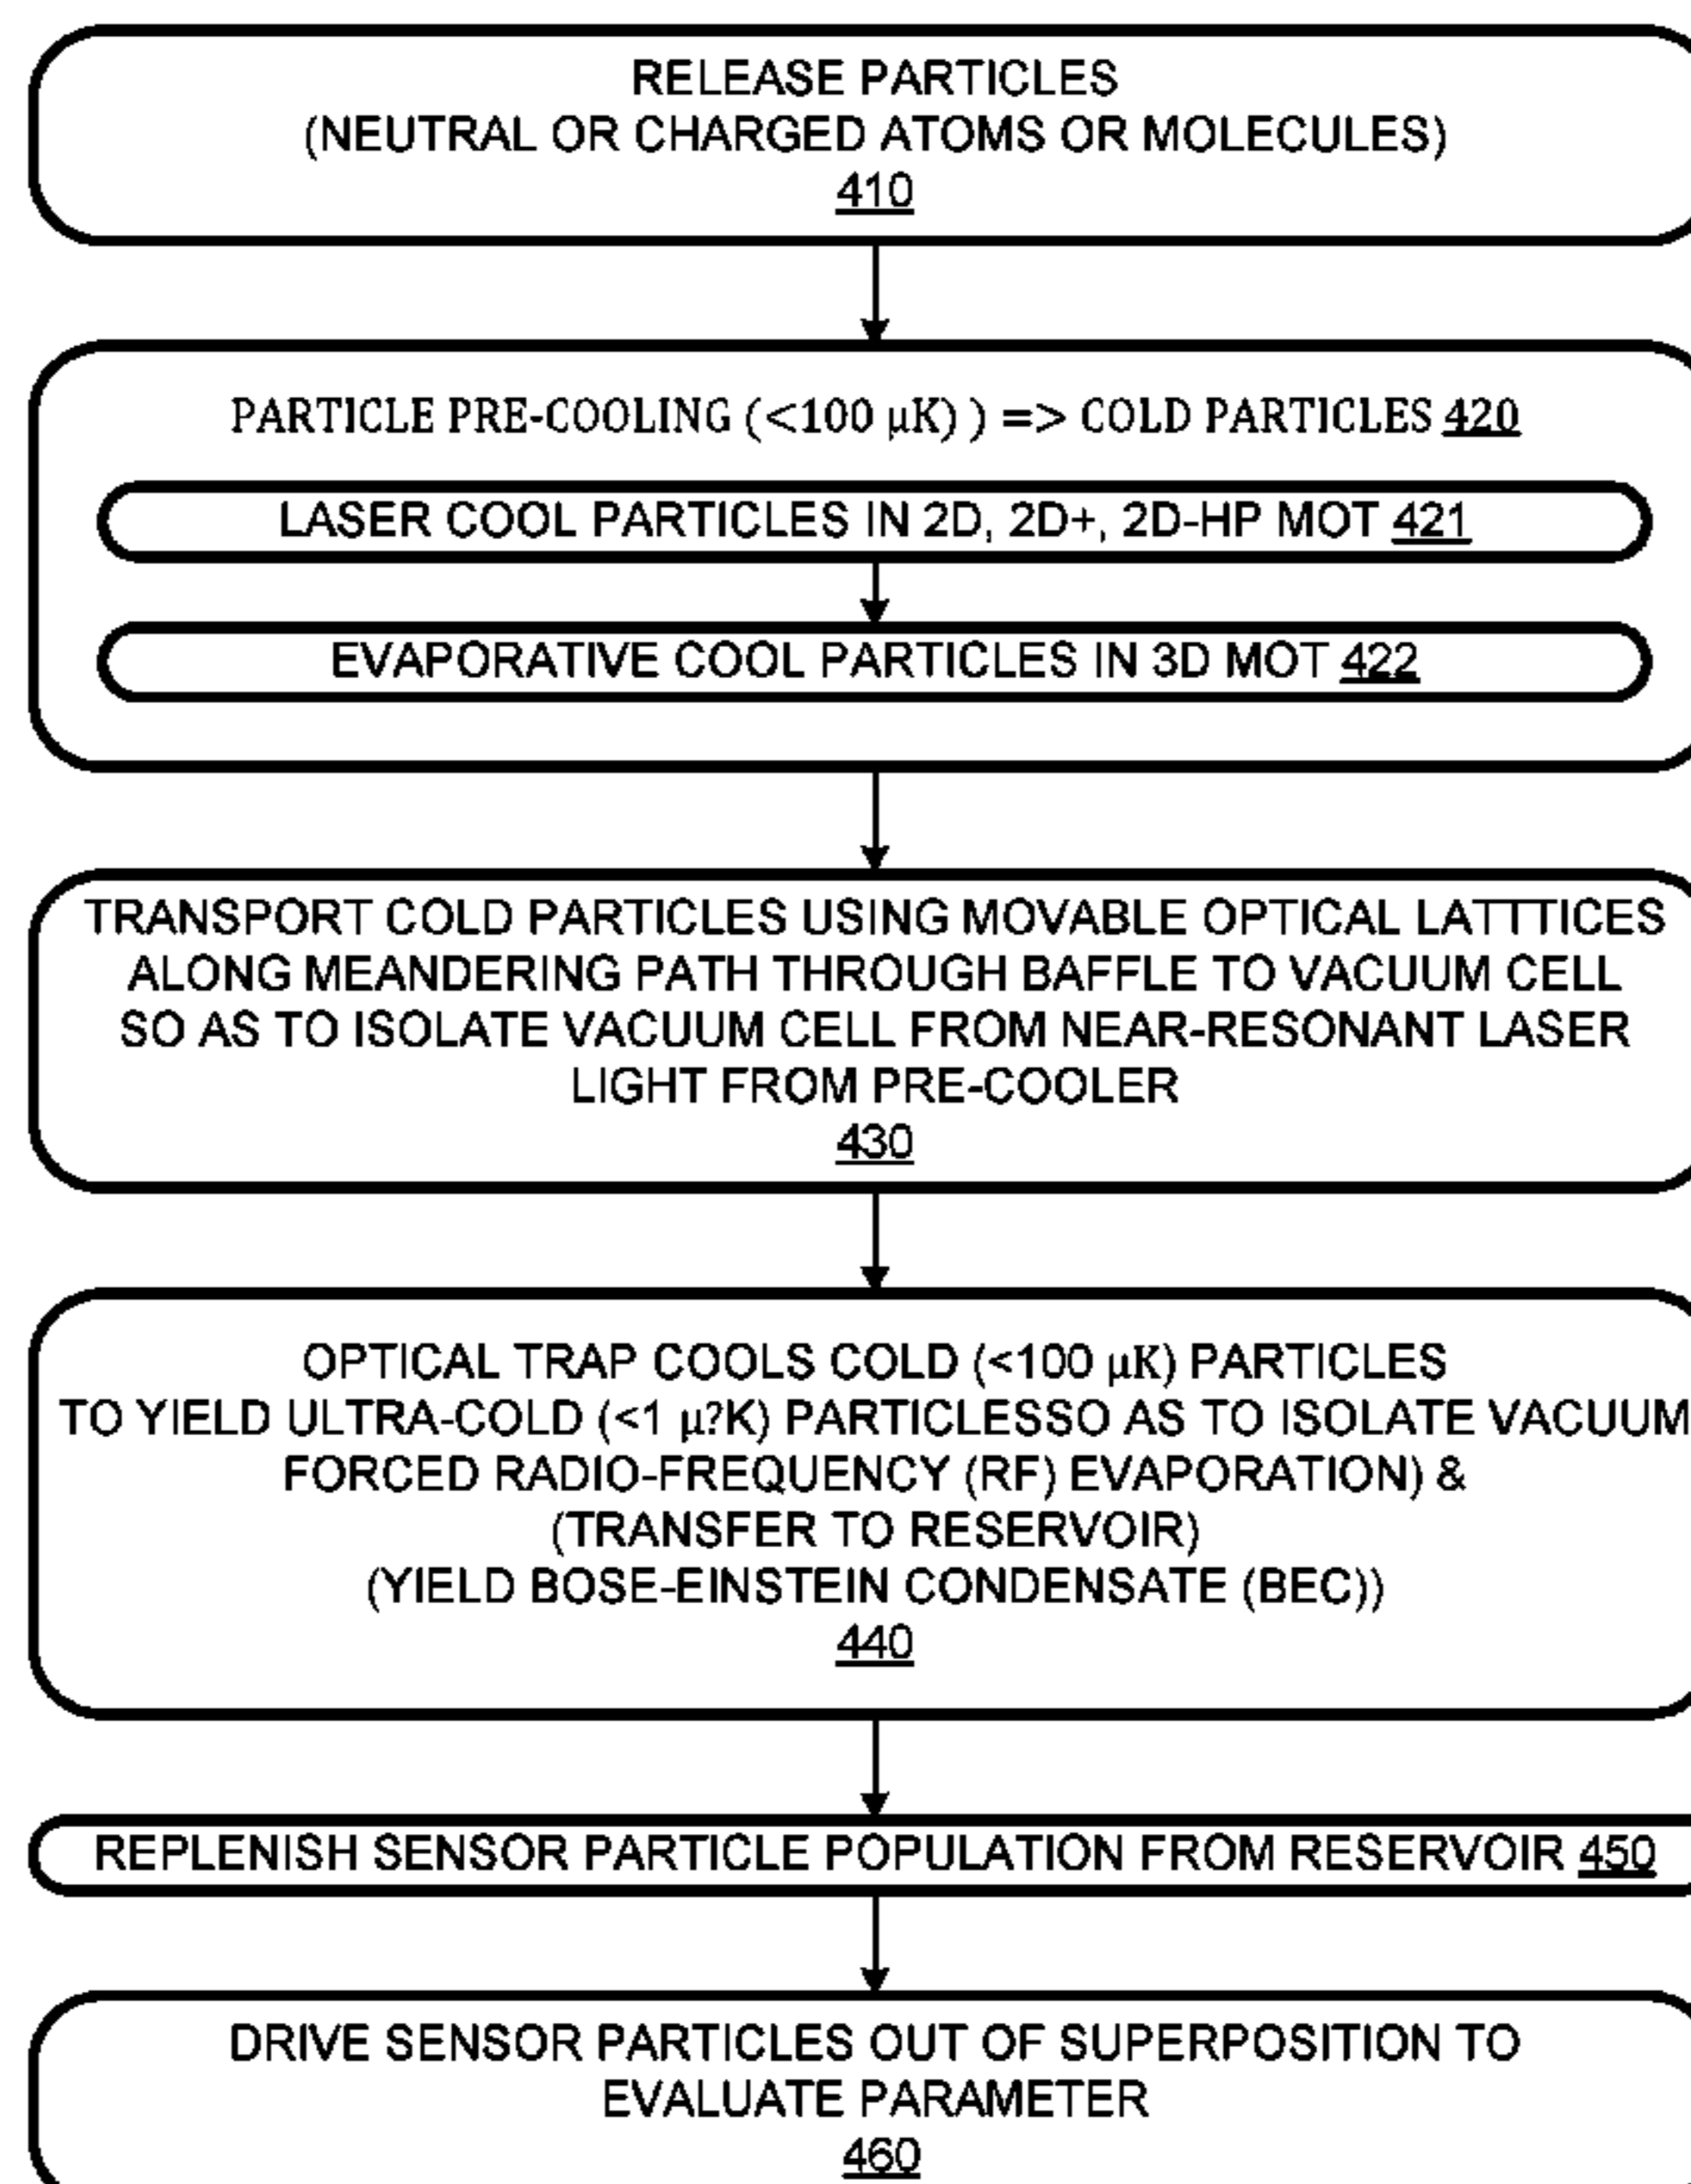 RELEASE PARTICLES
(NEUTRAL OR CHARGED ATOMS OR MOLECULES)
410
PARTICLE PRE-COOLING (<100 μK) ) => COLD PARTICLES 420
LASER COOL PARTICLES IN 2D, 2D+, 2D-HP MOT 421
EVAPORATIVE COOL PARTICLES IN 3D MOT 422
TRANSPORT COLD PARTICLES USING MOVABLE OPTICAL LATTTICES
ALONG MEANDERING PATH THROUGH BAFFLE TO VACUUM CELL
SO AS TO ISOLATE VACUUM CELL FROM NEAR-RESONANT LASER
LIGHT FROM PRE-COOLER
430
OPTICAL TRAP COOLS COLD (<100 μK) PARTICLES
TO YIELD ULTRA-COLD (<1 μ?K) PARTICLESSO AS TO ISOLATE VACUUM
FORCED RADIO-FREQUENCY (RF) EVAPORATION) &
(TRANSFER TO RESERVOIR)
(YIELD BOSE-EINSTEIN CONDENSATE (BEC))
440
REPLENISH SENSOR PARTICLE POPULATION FROM RESERVOIR 450
DRIVE SENSOR PARTICLES OUT OF SUPERPOSITION TO
EVALUATE PARAMETER
460